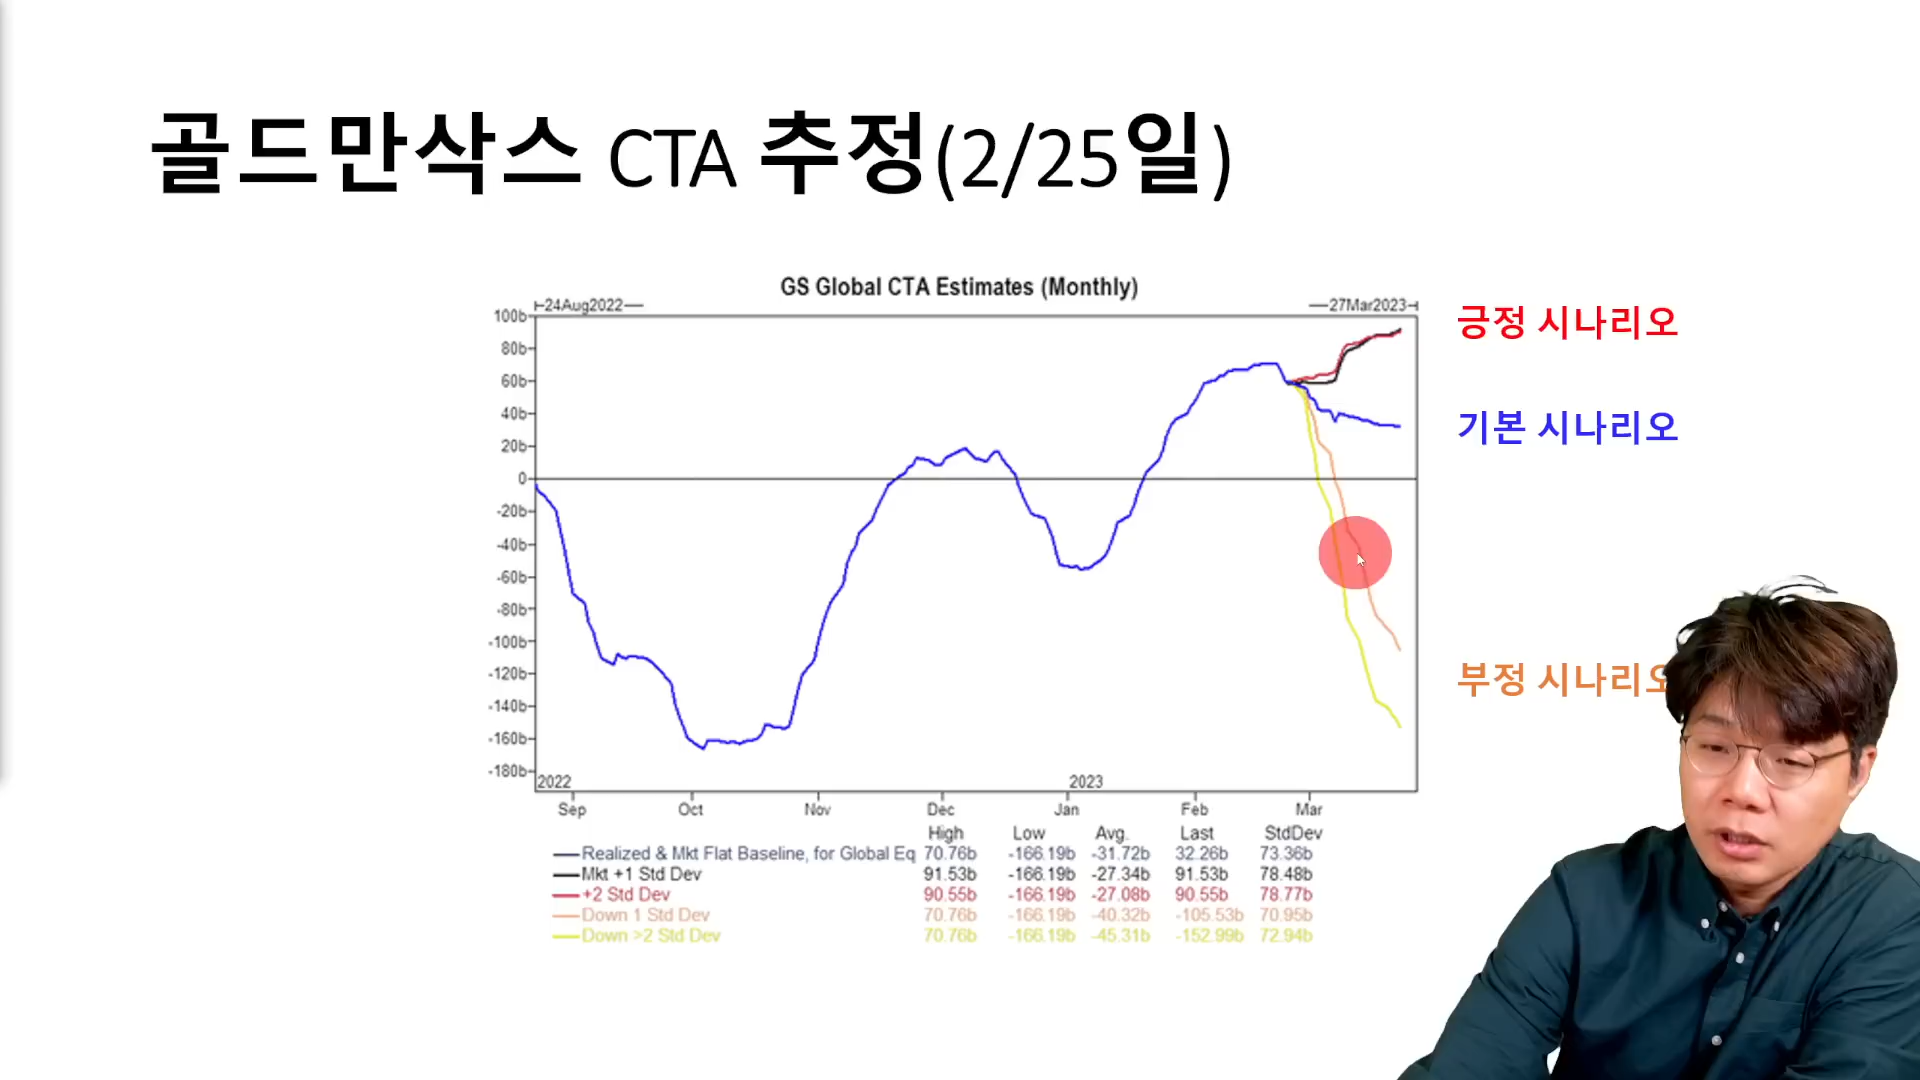 골드만삭스 CTA 추정(2/25일)
GS Global CTA Estimates (Monthly)
24Aug2022
27Mar2023
100b
80b
60b
40b
20b
0
-20b
-40b
-60b
-80b
-100b
-120b
-140b
-160b
-180b
2022
2023
Sep Oct Nov Dec Jan Feb Mar
High Low Avg. Last StdDev
Realized & Mkt Flat Baseline, for Global Eq 70.76b -166.19b -31.72b 32.26b 73.36b
Mkt +1 Std Dev 91.53b -166.19b -27.34b 91.53b 78.48b
+2 Std Dev 90.55b -166.19b -27.08b 90.55b 78.77b
Down 1 Std Dev 70.76b -166.19b -40.32b -105.53b 70.95b
Down >2 Std Dev 70.76b -166.19b -45.31b -152.99b 72.94b
긍정 시나리오
기본 시나리오
부정 시나리오